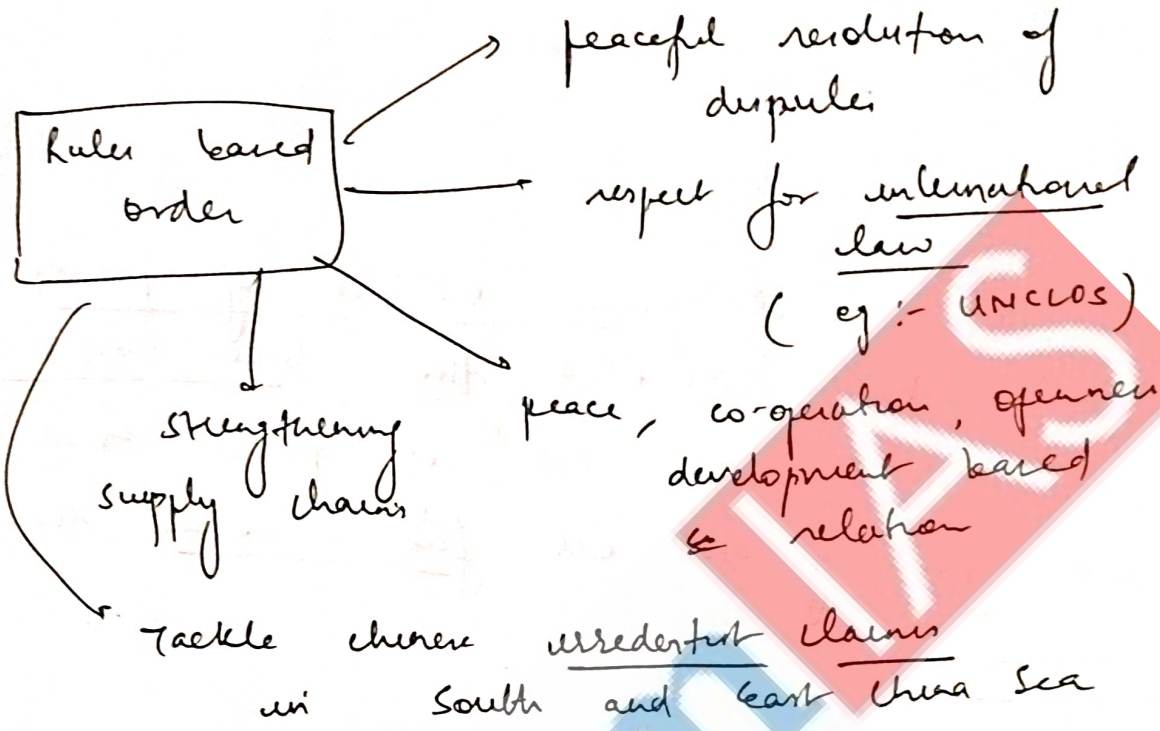 Rules based
order
peaceful resolution of
disputes
respect for international
law
(eg :- UNCLOS)
peace, co-operation, openness
development based
relation
strengthening
supply chains
Tackle chinese irredentist claims
in South and East China Sea
IAS